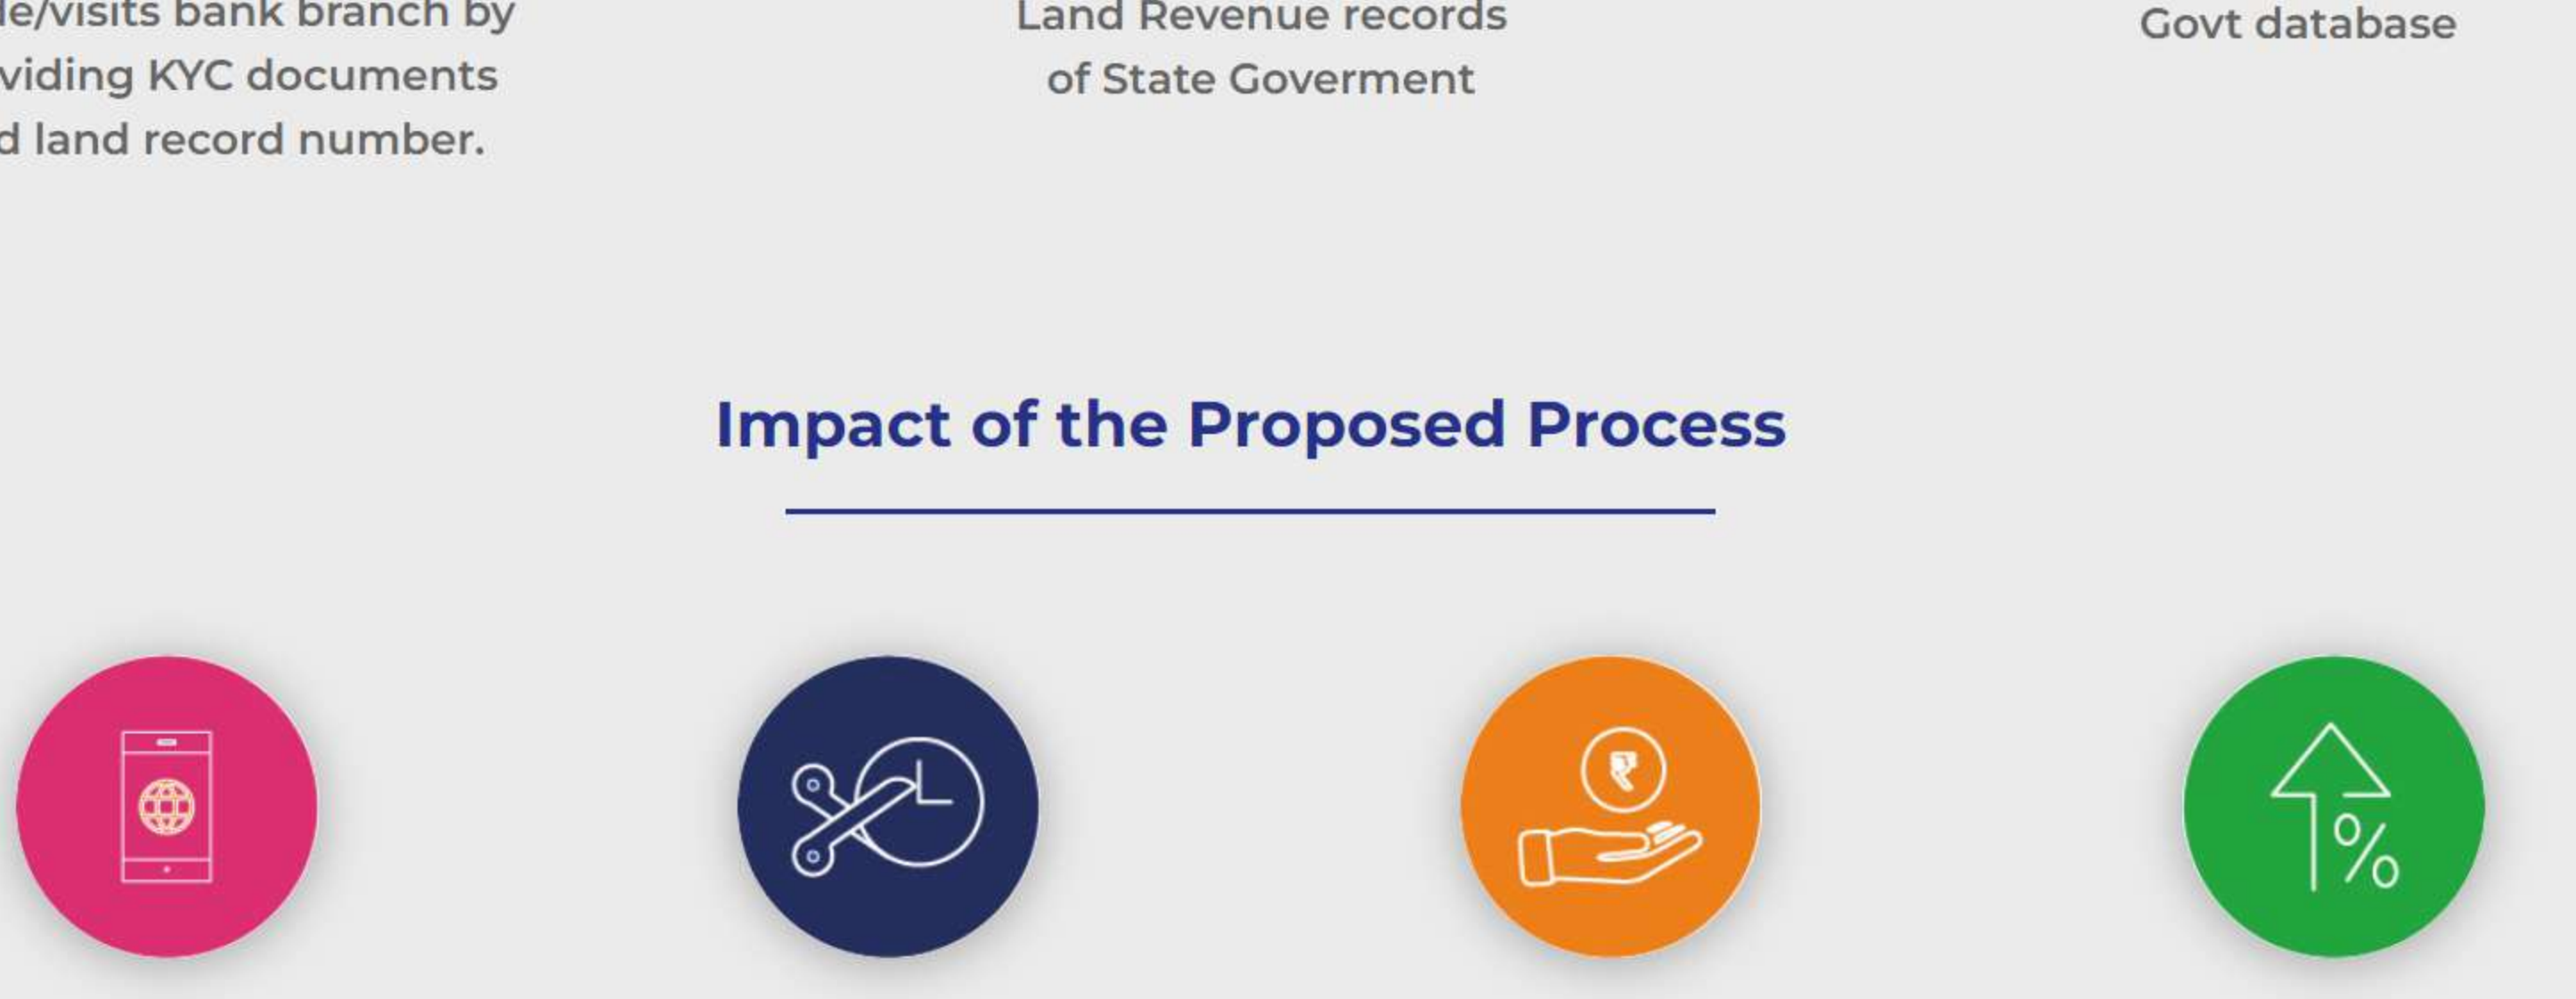 le/visits bank branch by
viding KYC documents
d land record number.
Land Revenue records
of State Goverment
Govt database
Impact of the Proposed Process
₹
%